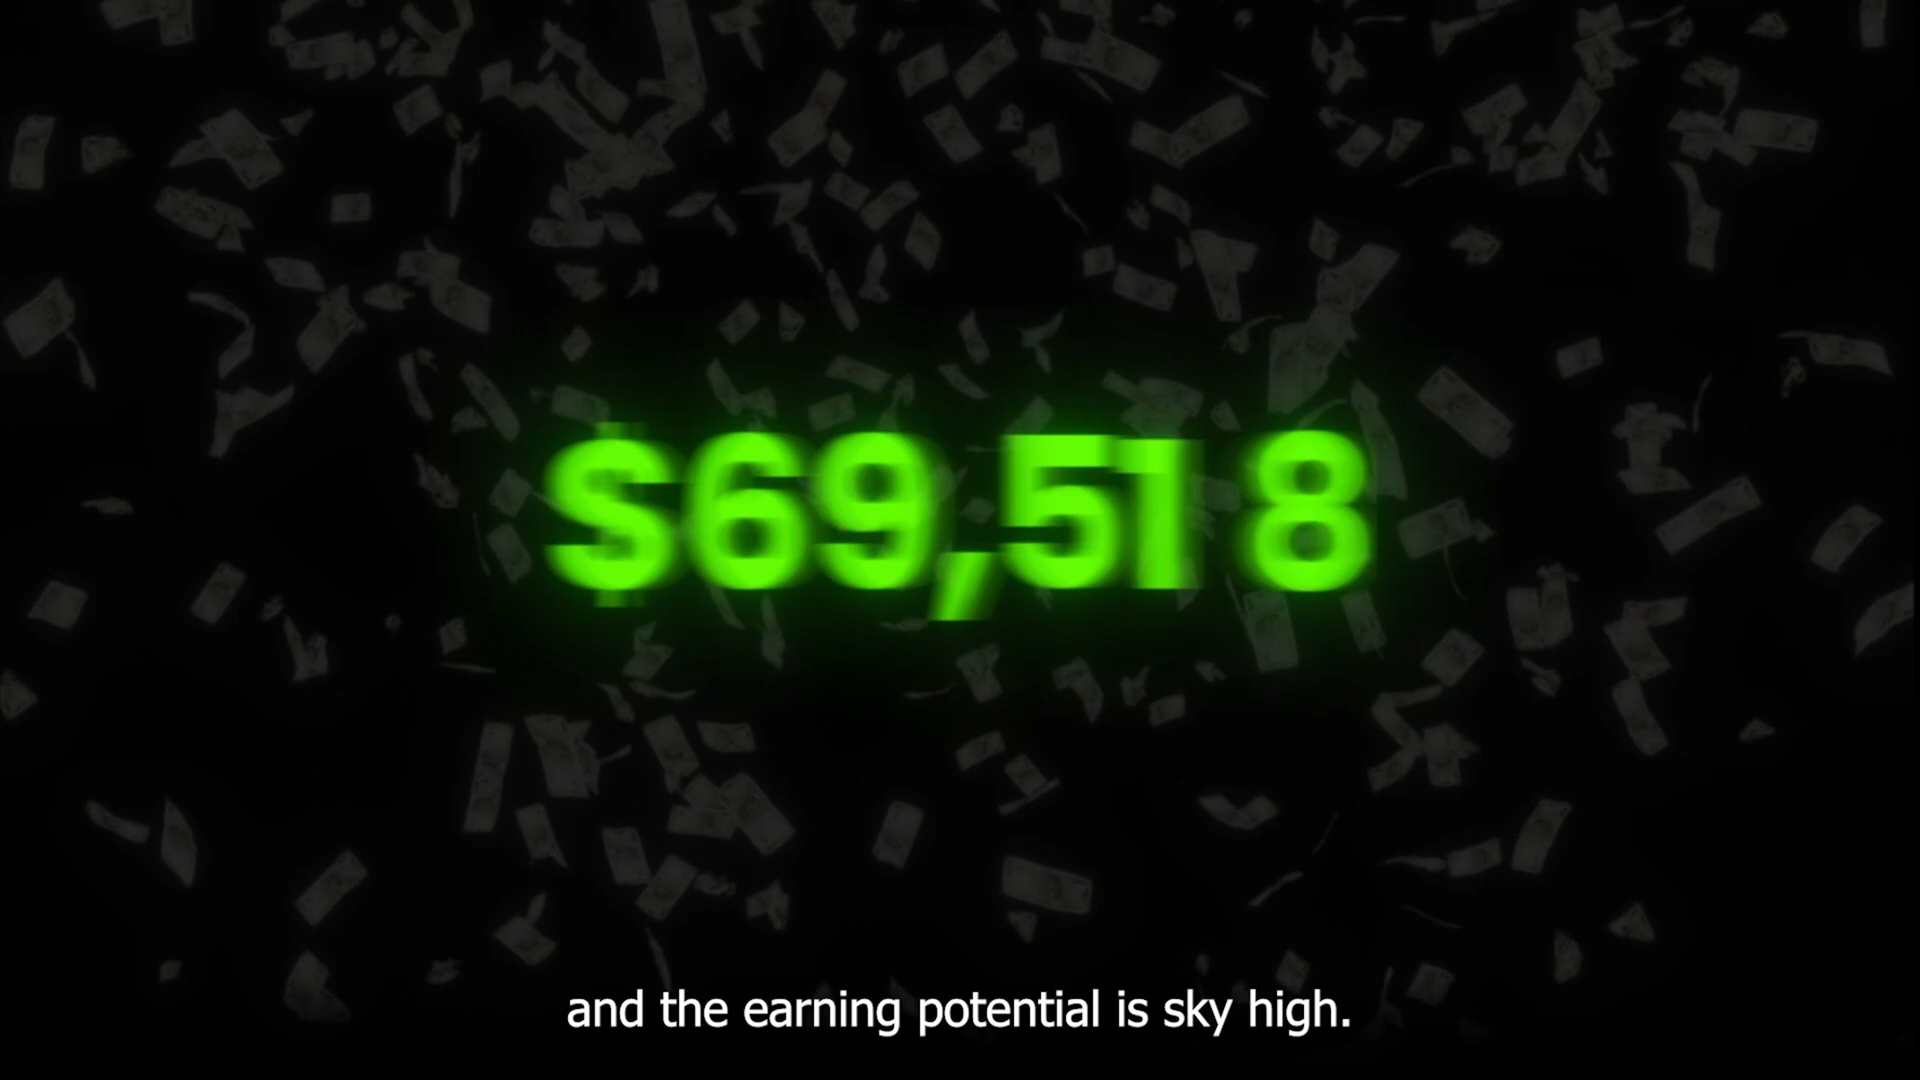 $69,518
and the earning potential is sky high.